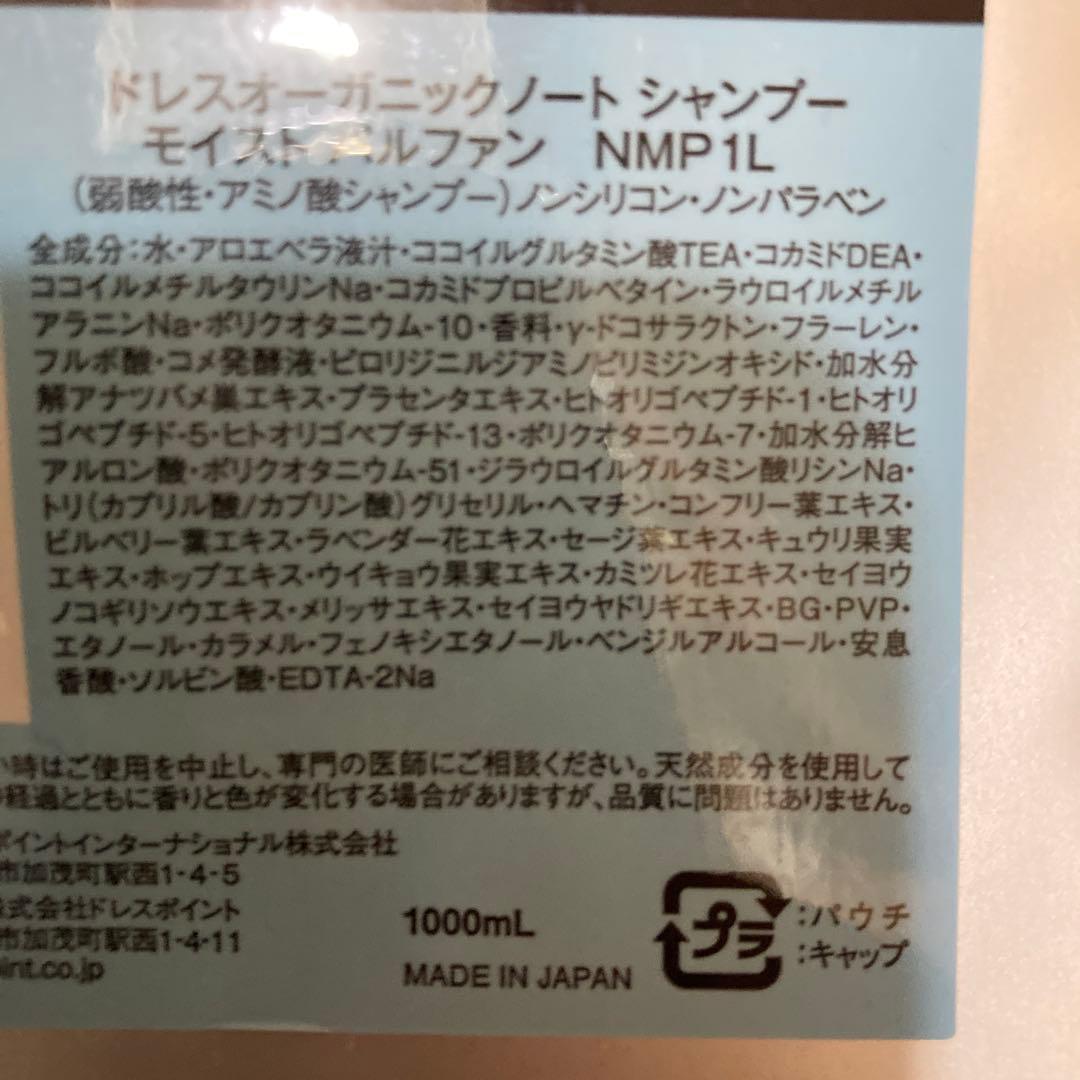 ドレスオーガニックノート シャンプー
モイスト ベルファン NMP1L
(弱酸性・アミノ酸シャンプー)ノンシリコン・ノンパラベン
全成分:水・アロエベラ液汁・ココイルグルタミン酸TEA・コカミドDEA・
ココイルメチルタウリンNa・コカミドプロピルベタイン・ラウロイルメチル
アラニンNa・ポリクオタニウム-10・香料・γ-ドコサラクトン・フラーレン・
フルボ酸・コメ発酵液・ピロリジニルジアミノピリミジンオキシド・加水分
解アナツバメ巣エキス・プラセンタエキス・ヒトオリゴペプチド-1・ヒトオリ
ゴペプチド-5・ヒトオリゴペプチド-13・ポリクオタニウム-7・加水分解ヒ
アルロン酸・ポリクオタニウム-51・ジラウロイルグルタミン酸リシンNa・
トリ(カプリル酸/カプリン酸)グリセリル・ヘマチン・コンフリー葉エキス・
ビルベリー葉エキス・ラベンダー花エキス・セージ葉エキス・キュウリ果実
エキス・ホップエキス・ウイキョウ果実エキス・カミツレ花エキス・セイヨウ
ノコギリソウエキス・メリッサエキス・セイヨウヤドリギエキス・BG・PVP・
エタノール・カラメル・フェノキシエタノール・ベンジルアルコール・安息
香酸・ソルビン酸・EDTA-2Na
い時はご使用を中止し、専門の医師にご相談ください。天然成分を使用して
経過とともに香りと色が変化する場合がありますが、品質に問題はありません。
ポイントインターナショナル株式会社
市加茂町駅西1-4-5
式会社ドレスポイント
市加茂町駅西1-4-11
oint.co.jp
1000mL
MADE IN JAPAN
プラ
:パウチ
:キャップ